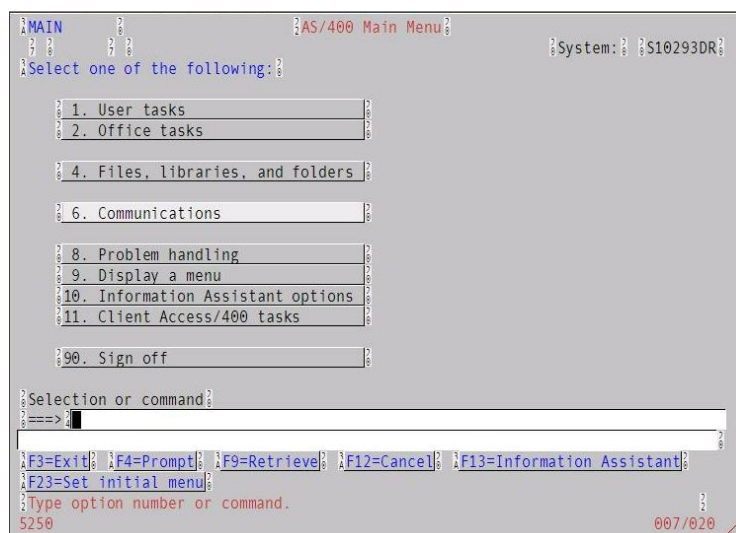 MAIN AS/400 Main Menu
System: S10293DR
Select one of the following:
1. User tasks
2. Office tasks
4. Files, libraries, and folders
6. Communications
8. Problem handling
9. Display a menu
10. Information Assistant options
11. Client Access/400 tasks
90. Sign off
Selection or command
===>
F3=Exit F4=Prompt F9=Retrieve F12=Cancel F13=Information Assistant
F23=Set initial menu
Type option number or command.
5250 007/020